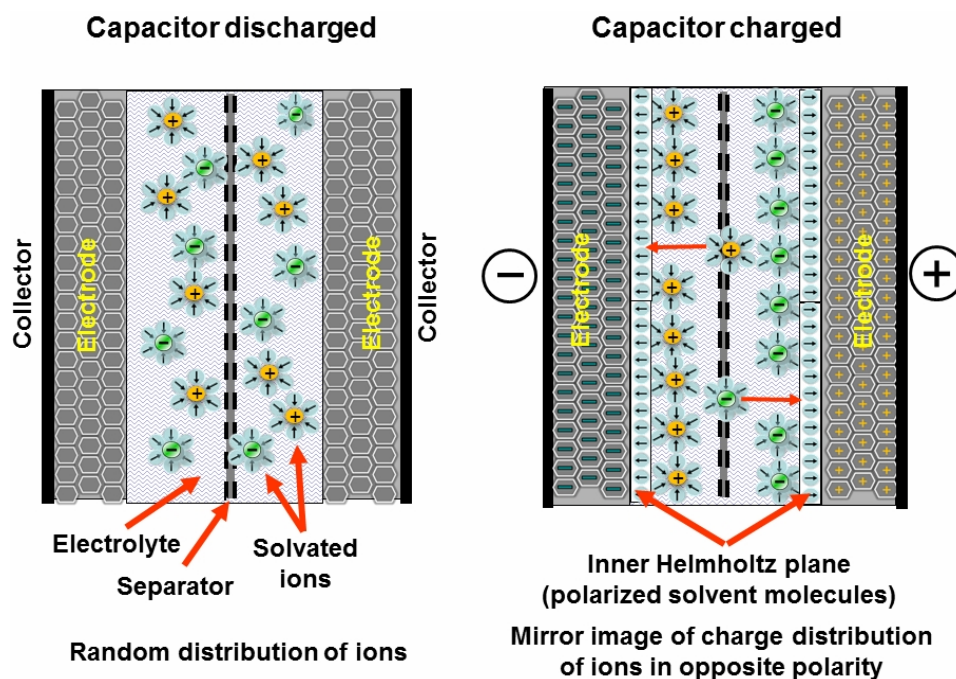 Capacitor discharged
Collector
Electrode
Electrode
Collector
Electrolyte
Separator
Solvated
ions
Random distribution of ions
Capacitor charged
Electrode
Electrode
Inner Helmholtz plane
(polarized solvent molecules)
Mirror image of charge distribution
of ions in opposite polarity